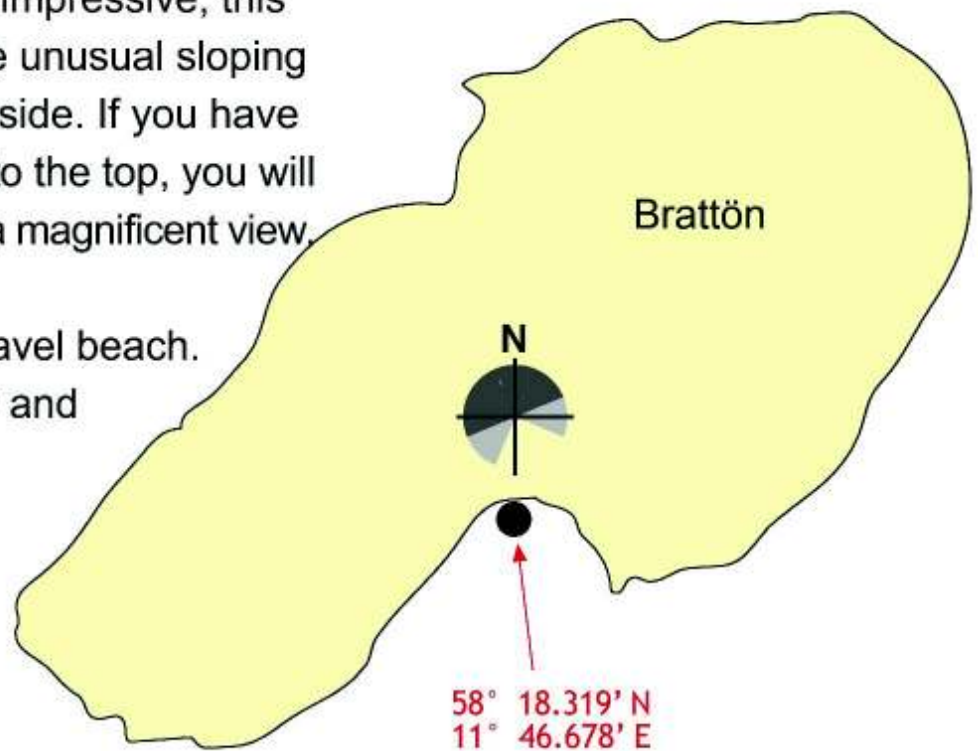 impressive, this
e unusual sloping
side. If you have
to the top, you will
a magnificent view.
avel beach.
and
Brattön
N
58° 18.319' N
11° 46.678' E